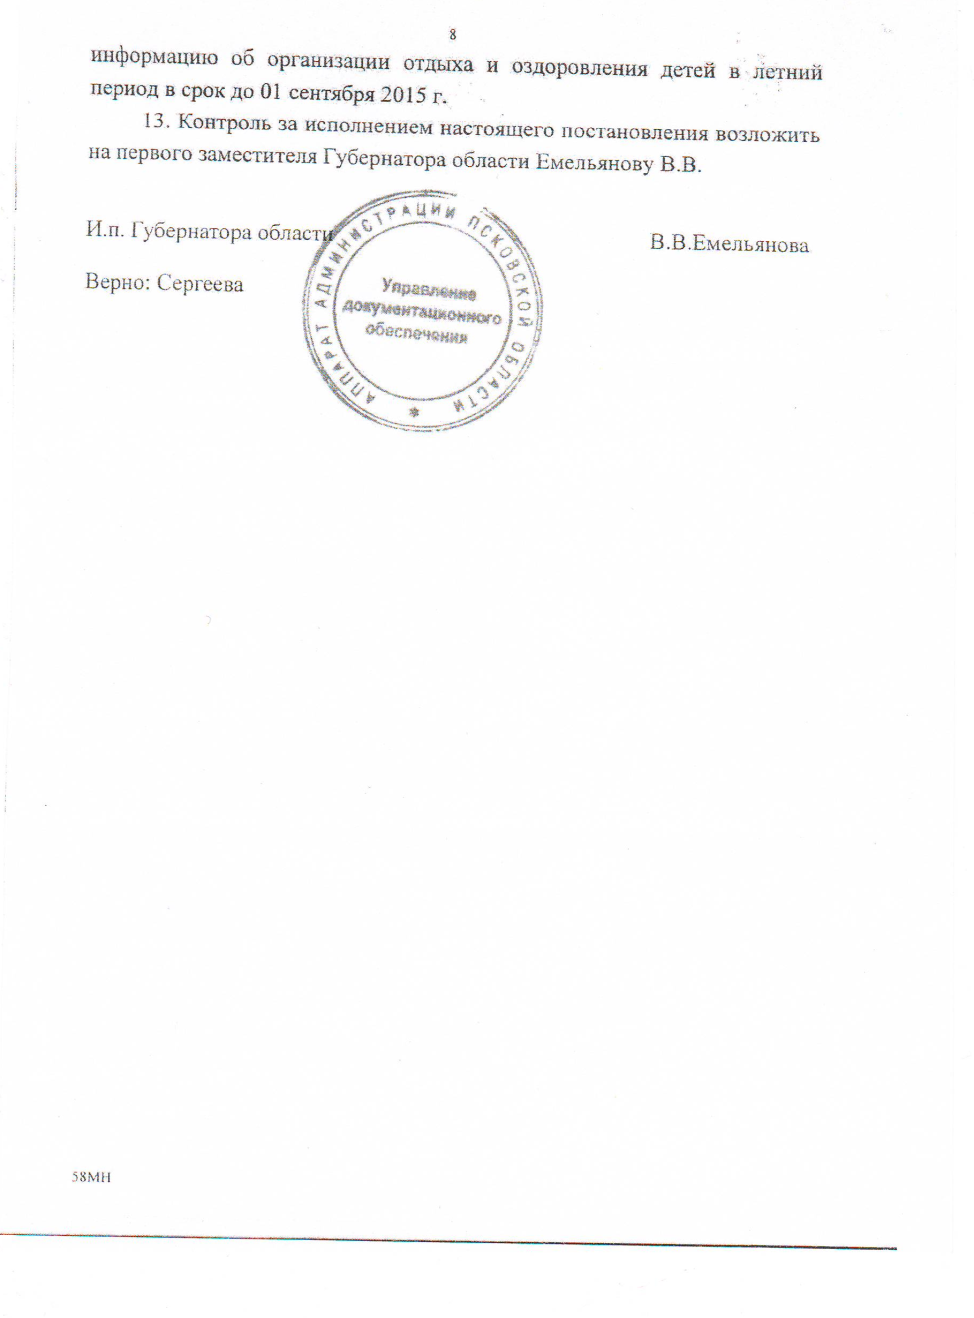 8
информацию об организации отдыха и оздоровления детей в летний
период в срок до 01 сентября 2015 г.
13. Контроль за исполнением настоящего постановления возложить
на первого заместителя Губернатора области Емельянову В.В.
И.п. Губернатора области
В.В.Емельянова
Верно: Сергеева
АППАРАТ АДМИНИСТРАЦИИ ПСКОВСКОЙ ОБЛАСТИ *
Управление
документационного
обеспечения
58МН